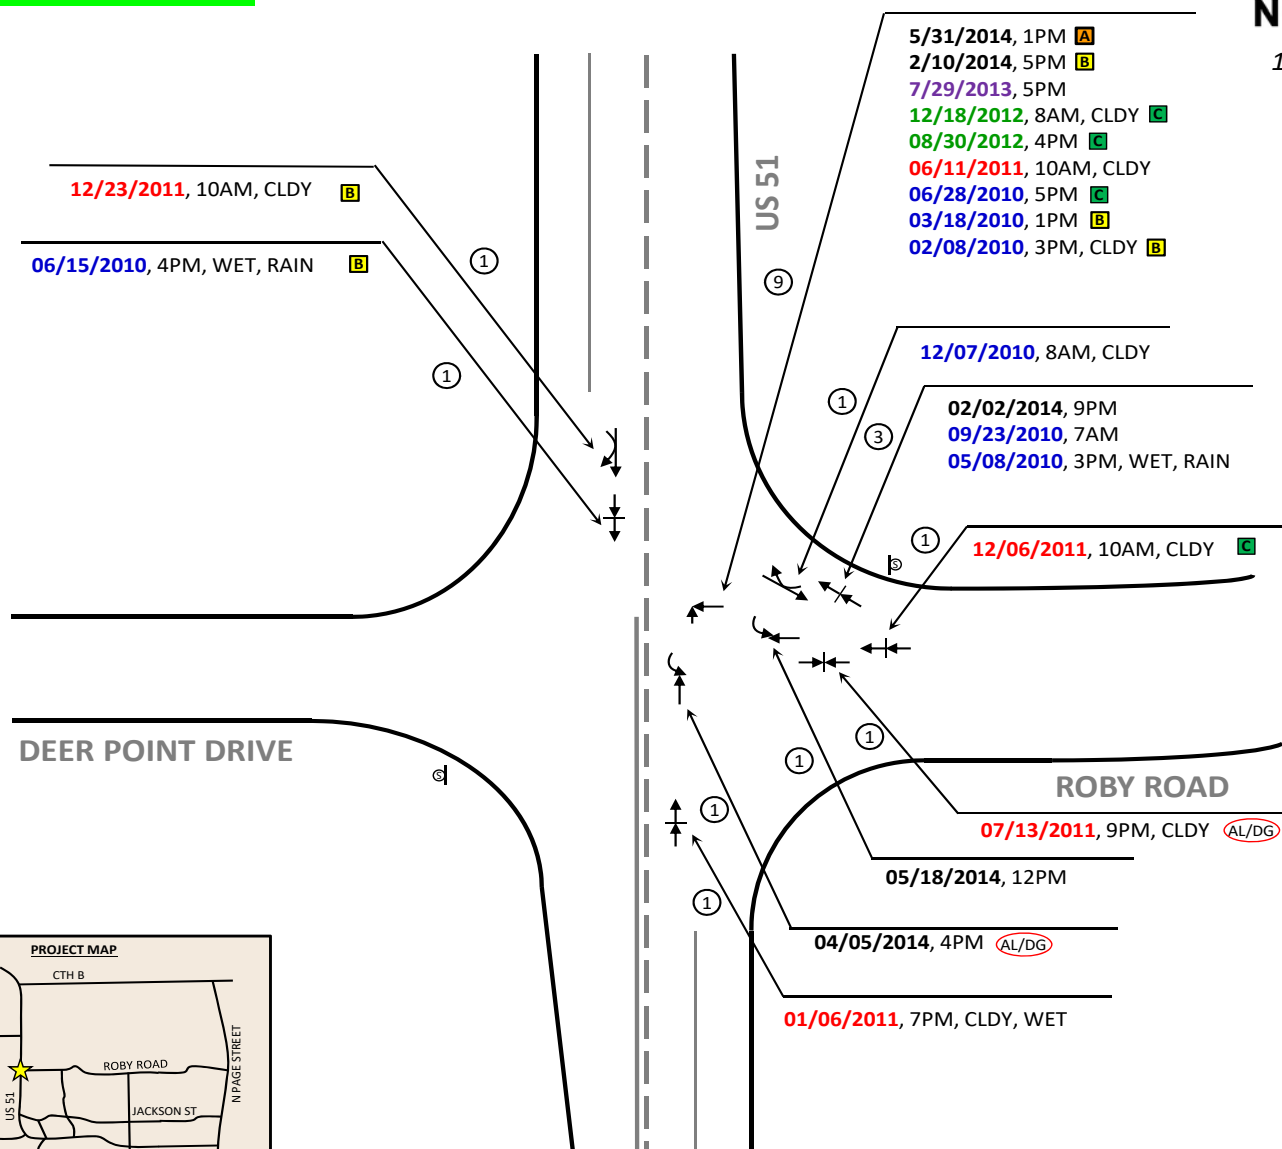 N
1
5/31/2014, 1PM A
2/10/2014, 5PM B
7/29/2013, 5PM
12/18/2012, 8AM, CLDY C
08/30/2012, 4PM C
06/11/2011, 10AM, CLDY
06/28/2010, 5PM C
03/18/2010, 1PM B
02/08/2010, 3PM, CLDY B
US 51
12/23/2011, 10AM, CLDY B
06/15/2010, 4PM, WET, RAIN B
1
9
1
12/07/2010, 8AM, CLDY
1
3
02/02/2014, 9PM
09/23/2010, 7AM
05/08/2010, 3PM, WET, RAIN
1
12/06/2011, 10AM, CLDY C
S
DEER POINT DRIVE
S
1
1
ROBY ROAD
1
07/13/2011, 9PM, CLDY AL/DG
05/18/2014, 12PM
1
04/05/2014, 4PM AL/DG
01/06/2011, 7PM, CLDY, WET
PROJECT MAP
CTH B
N PAGE STREET
ROBY ROAD
US 51
JACKSON ST